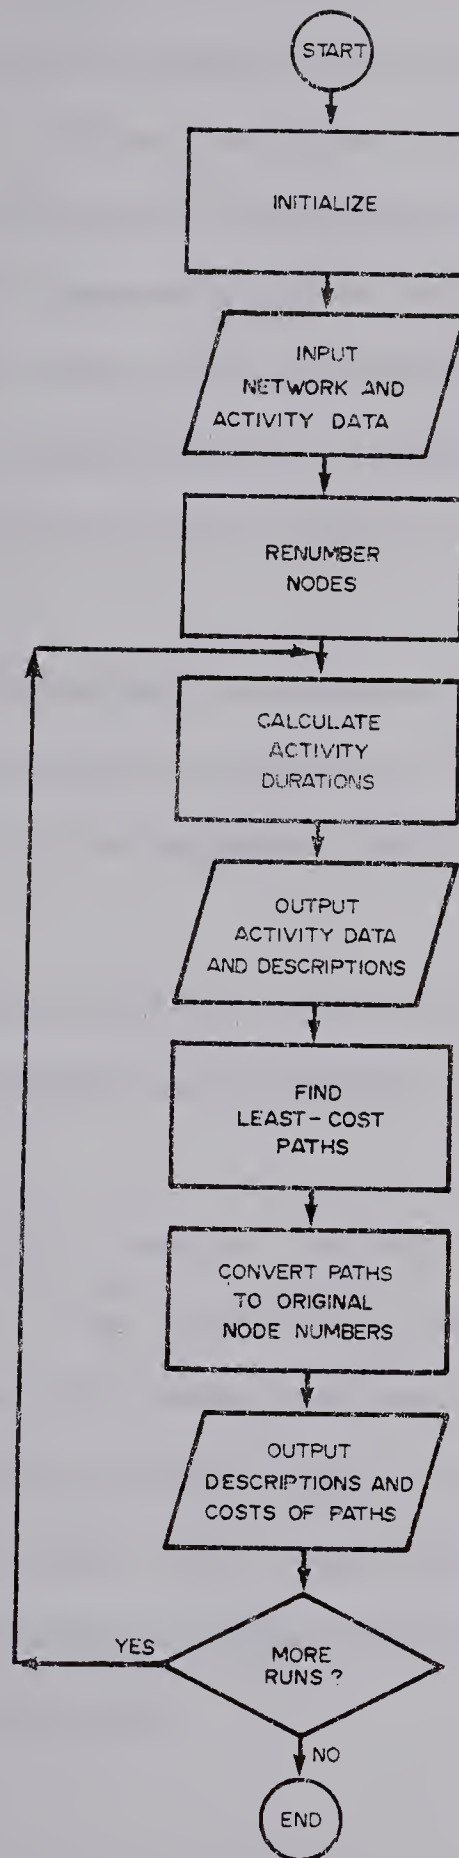 START
INITIALIZE
INPUT
NETWORK AND
ACTIVITY DATA
RENUMBER
NODES
CALCULATE
ACTIVITY
DURATIONS
OUTPUT
ACTIVITY DATA
AND DESCRIPTIONS
FIND
LEAST-COST
PATHS
CONVERT PATHS
TO ORIGINAL
NODE NUMBERS
OUTPUT
DESCRIPTIONS AND
COSTS OF PATHS
YES
MORE
RUNS?
NO
END